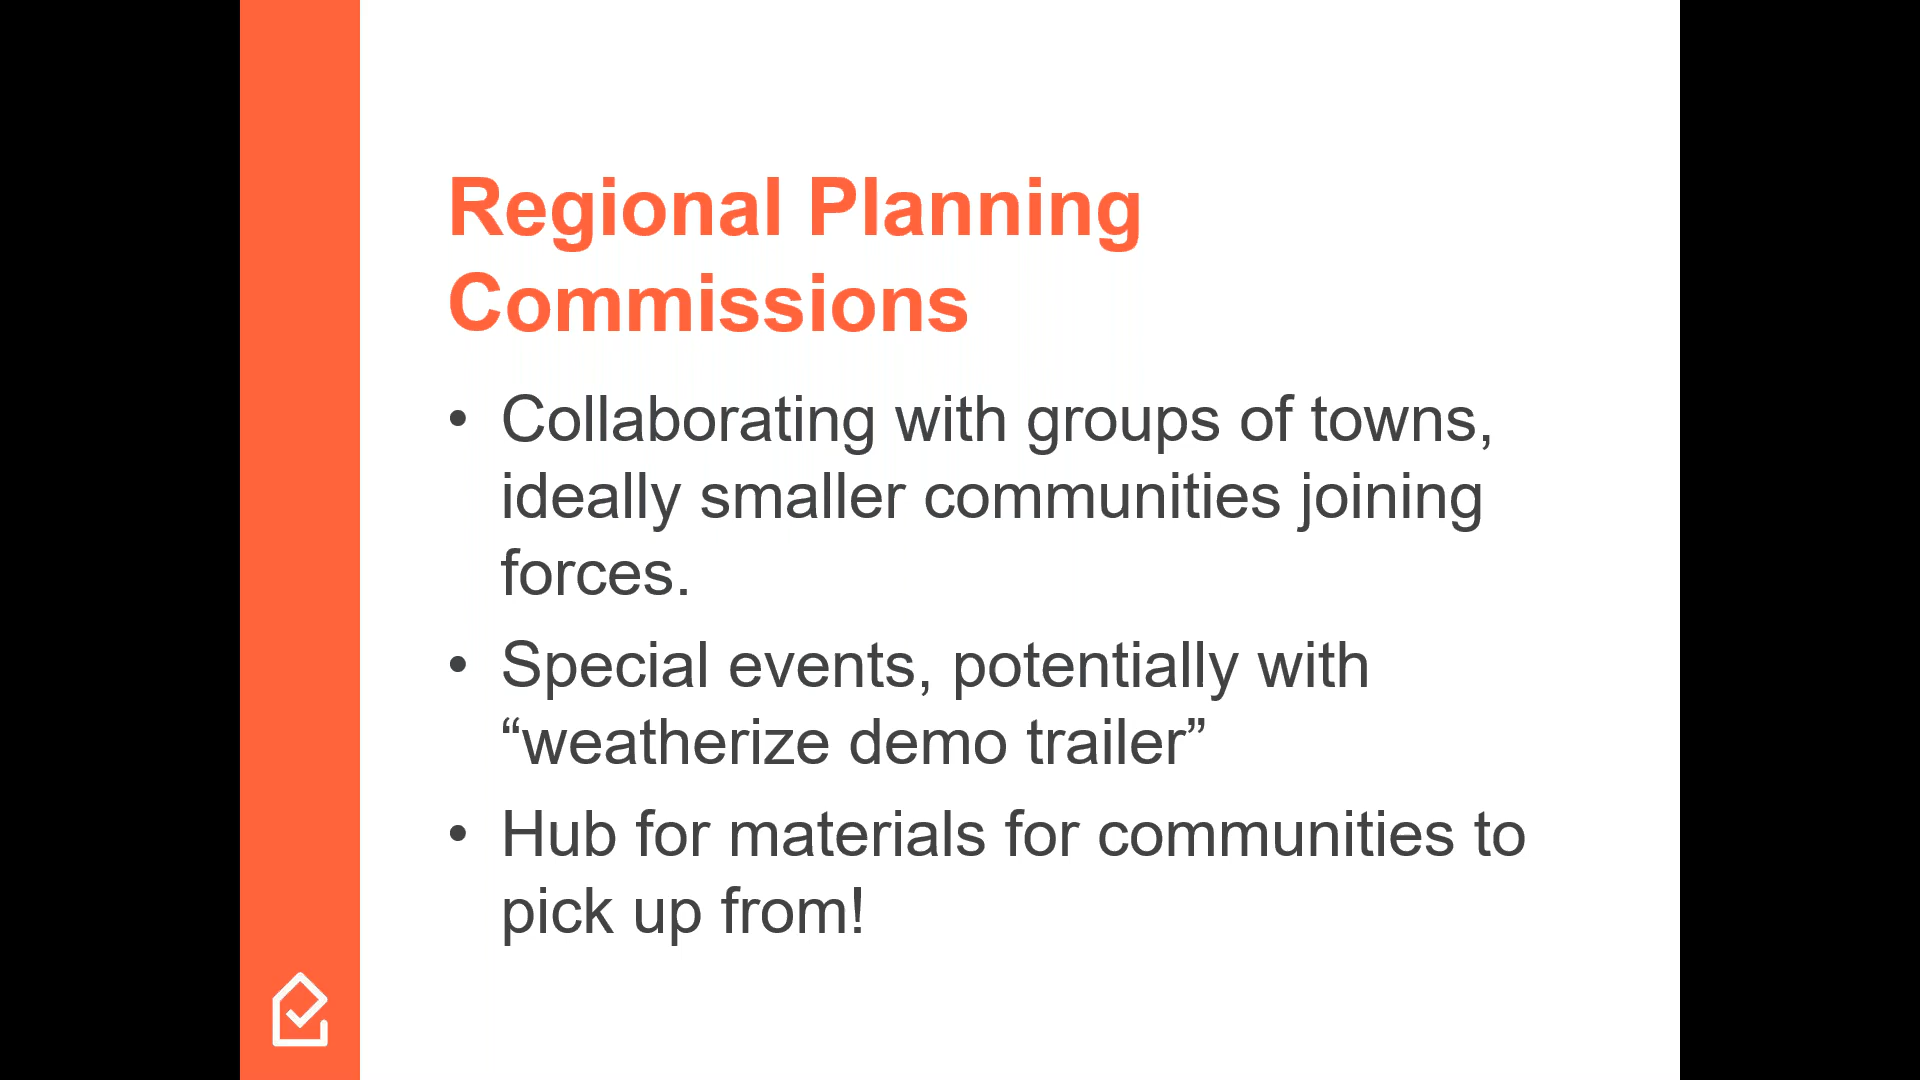 Regional Planning
Commissions
• Collaborating with groups of towns,
ideally smaller communities joining
forces.
• Special events, potentially with
“weatherize demo trailer”
• Hub for materials for communities to
pick up from!